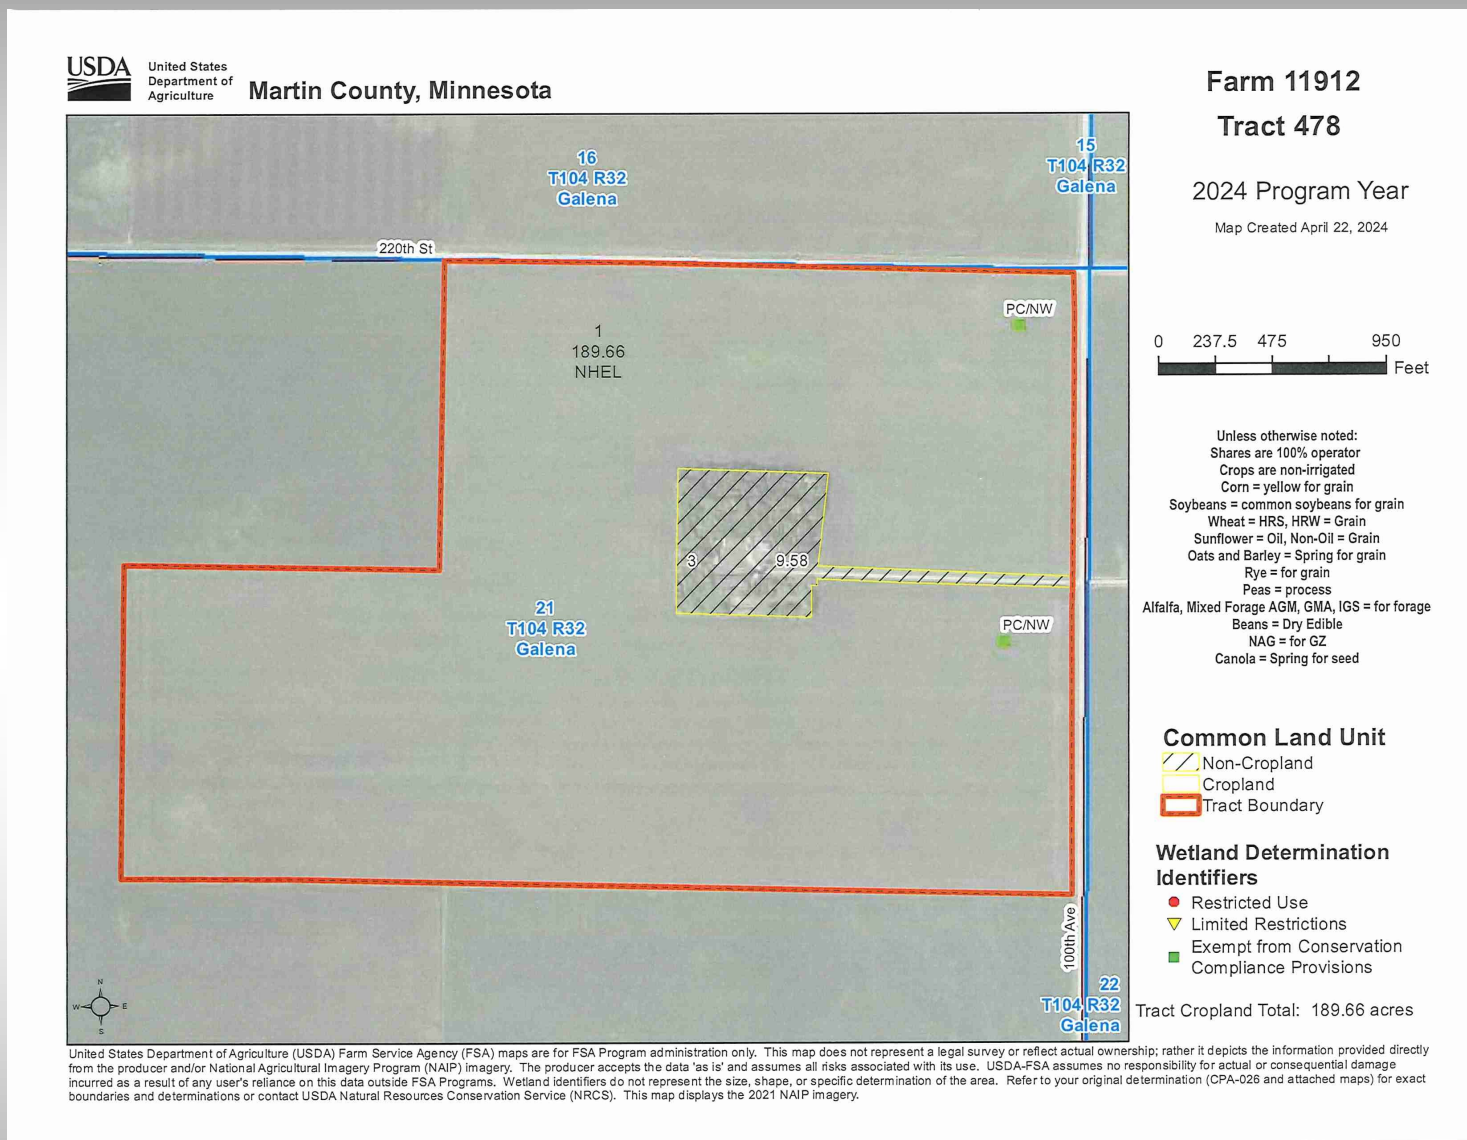 USDA
United States
Department of
Agriculture
Martin County, Minnesota
Farm 11912
Tract 478
2024 Program Year
Map Created April 22, 2024
16
T104 R32
Galena
15
T104 R32
Galena
220th St
PC/NW
1
189.66
NHEL
0 237.5 475 950
Feet
Unless otherwise noted:
Shares are 100% operator
Crops are non-irrigated
Corn = yellow for grain
Soybeans = common soybeans for grain
Wheat = HRS, HRW = Grain
Sunflower = Oil, Non-Oil = Grain
Oats and Barley = Spring for grain
Rye = for grain
Peas = process
Alfalfa, Mixed Forage AGM, GMA, IGS = for forage
Beans = Dry Edible
NAG = for GZ
Canola = Spring for seed
3 9.58
21
T104 R32
Galena
PC/NW
Common Land Unit
Non-Cropland
Cropland
Tract Boundary
Wetland Determination
Identifiers
Restricted Use
Limited Restrictions
Exempt from Conservation
Compliance Provisions
100th Ave
22
T104 R32
Galena
N
W E
S
Tract Cropland Total: 189.66 acres
United States Department of Agriculture (USDA) Farm Service Agency (FSA) maps are for FSA Program administration only. This map does not represent a legal survey or reflect actual ownership; rather it depicts the information provided directly
from the producer and/or National Agricultural Imagery Program (NAIP) imagery. The producer accepts the data 'as is' and assumes all risks associated with its use. USDA-FSA assumes no responsibility for actual or consequential damage
incurred as a result of any user's reliance on this data outside FSA Programs. Wetland identifiers do not represent the size, shape, or specific determination of the area. Refer to your original determination (CPA-026 and attached maps) for exact
boundaries and determinations or contact USDA Natural Resources Conservation Service (NRCS). This map displays the 2021 NAIP imagery.